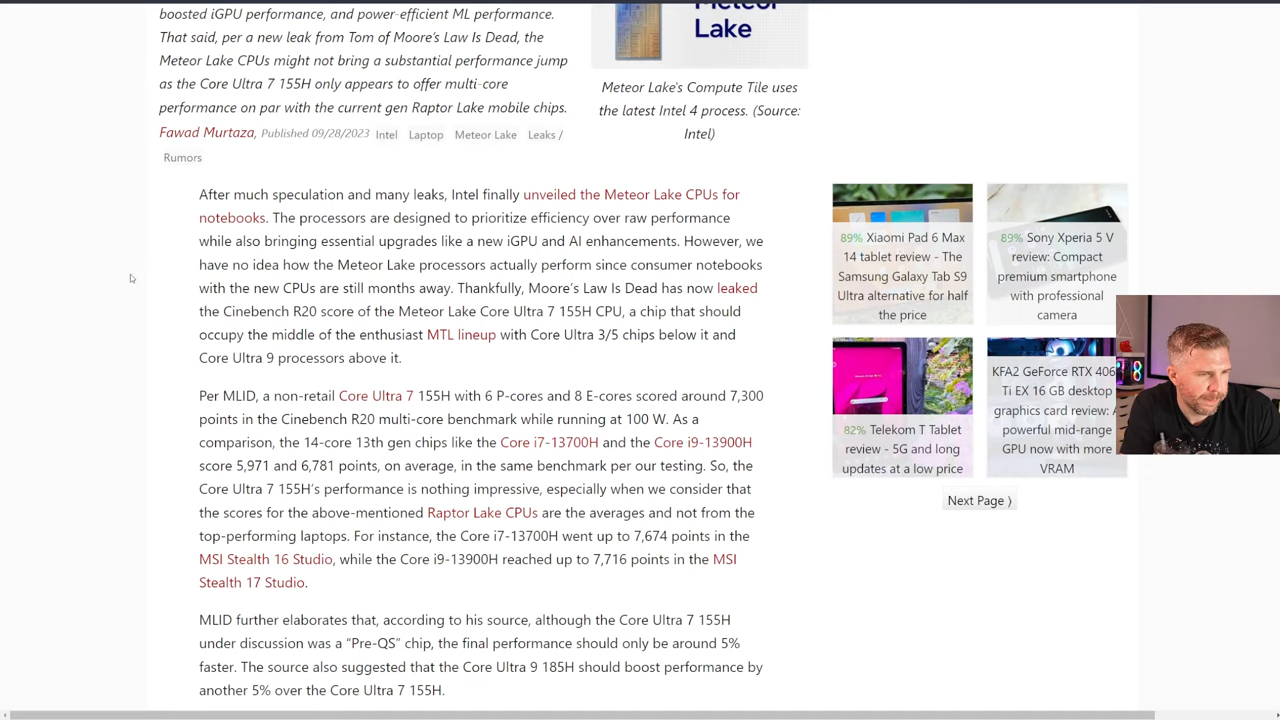 boosted iGPU performance, and power-efficient ML performance.
That said, per a new leak from Tom of Moore's Law Is Dead, the
Meteor Lake CPUs might not bring a substantial performance jump
as the Core Ultra 7 155H only appears to offer multi-core
performance on par with the current gen Raptor Lake mobile chips.
Fawad Murtaza, Published 09/28/2023 Intel Laptop Meteor Lake Leaks /
Rumors
Meteor
Lake
Meteor Lake's Compute Tile uses
the latest Intel 4 process. (Source:
Intel)
After much speculation and many leaks, Intel finally unveiled the Meteor Lake CPUs for
notebooks. The processors are designed to prioritize efficiency over raw performance
while also bringing essential upgrades like a new iGPU and AI enhancements. However, we
have no idea how the Meteor Lake processors actually perform since consumer notebooks
with the new CPUs are still months away. Thankfully, Moore's Law Is Dead has now leaked
the Cinebench R20 score of the Meteor Lake Core Ultra 7 155H CPU, a chip that should
occupy the middle of the enthusiast MTL lineup with Core Ultra 3/5 chips below it and
Core Ultra 9 processors above it.
Per MLID, a non-retail Core Ultra 7 155H with 6 P-cores and 8 E-cores scored around 7,300
points in the Cinebench R20 multi-core benchmark while running at 100 W. As a
comparison, the 14-core 13th gen chips like the Core i7-13700H and the Core i9-13900H
score 5,971 and 6,781 points, on average, in the same benchmark per our testing. So, the
Core Ultra 7 155H's performance is nothing impressive, especially when we consider that
the scores for the above-mentioned Raptor Lake CPUs are the averages and not from the
top-performing laptops. For instance, the Core i7-13700H went up to 7,674 points in the
MSI Stealth 16 Studio, while the Core i9-13900H reached up to 7,716 points in the MSI
Stealth 17 Studio.
MLID further elaborates that, according to his source, although the Core Ultra 7 155H
under discussion was a "Pre-QS" chip, the final performance should only be around 5%
faster. The source also suggested that the Core Ultra 9 185H should boost performance by
another 5% over the Core Ultra 7 155H.
89% Xiaomi Pad 6 Max
14 tablet review - The
Samsung Galaxy Tab S9
Ultra alternative for half
the price
89% Sony Xperia 5 V
review: Compact
premium smartphone
with professional
camera
82% Telekom T Tablet
review - 5G and long
updates at a low price
KFA2 GeForce RTX 406
Ti EX 16 GB desktop
graphics card review: A
powerful mid-range
GPU now with more
VRAM
Next Page ⟩